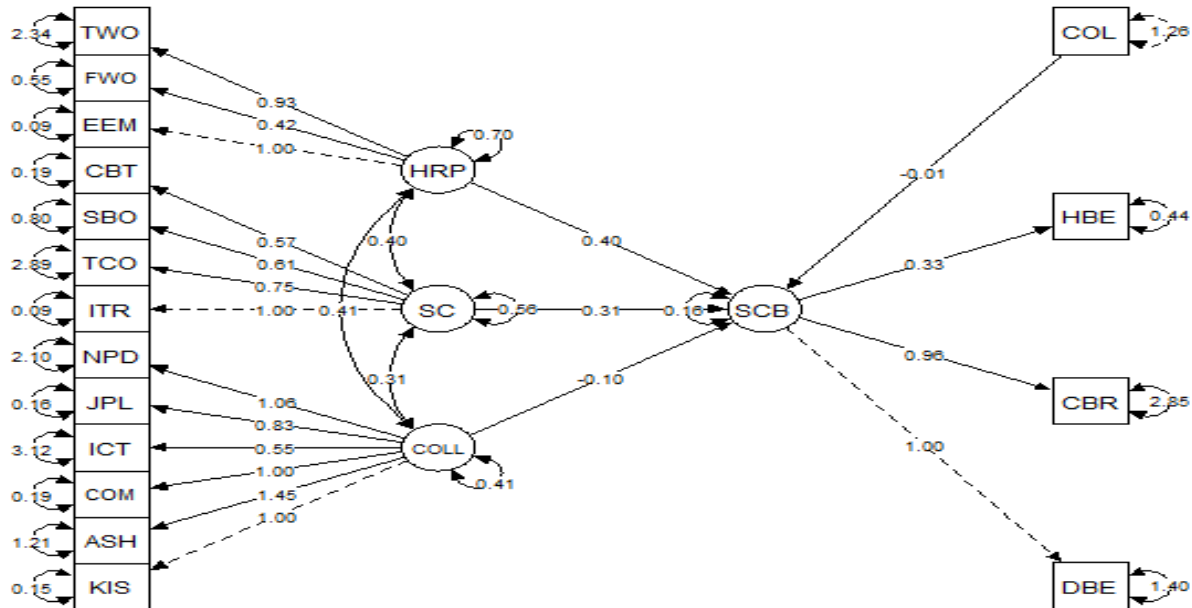 2.34 TWO
0.55 FWO
0.09 EEM
0.19 CBT
0.80 SBO
2.89 TCO
0.09 ITR
2.10 NPD
0.16 JPL
3.12 ICT
0.19 COM
1.21 ASH
0.15 KIS
0.93
0.42
1.00
0.57
0.61
0.75
1.00
1.06
0.83
0.55
1.00
1.45
1.00
HRP 0.70
0.40
SC 0.56
0.41
0.31
COLL 0.41
0.40
0.31
-0.10
0.16 SCB
-0.01
0.33
0.96
1.00
COL 1.26
HBE 0.44
CBR 2.85
DBE 1.40